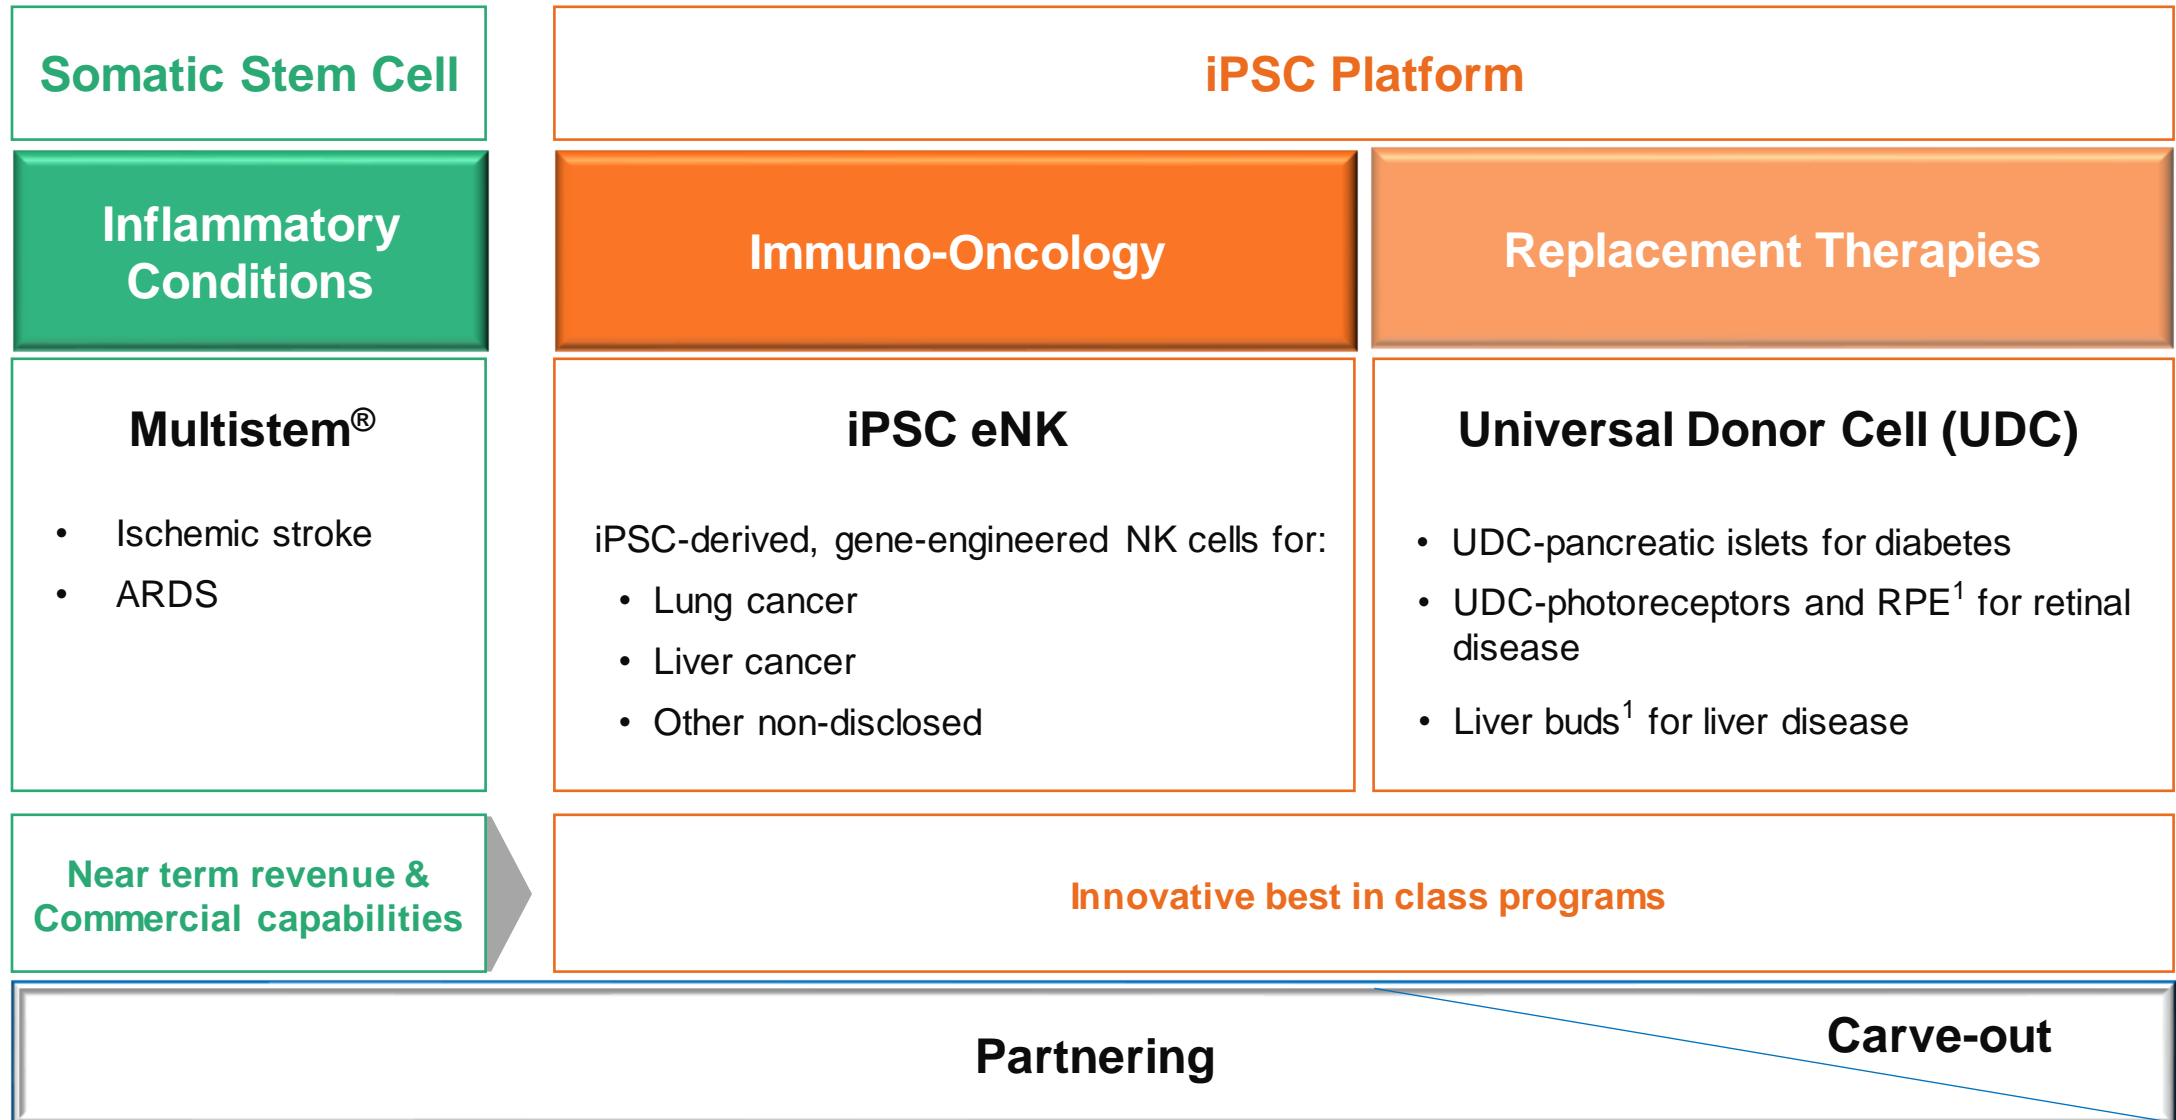 Somatic Stem Cell
iPSC Platform
Inflammatory
Conditions
Immuno-Oncology
Replacement Therapies
Multistem®
• Ischemic stroke
• ARDS
iPSC eNK
iPSC-derived, gene-engineered NK cells for:
• Lung cancer
• Liver cancer
• Other non-disclosed
Universal Donor Cell (UDC)
• UDC-pancreatic islets for diabetes
• UDC-photoreceptors and RPE¹ for retinal
disease
• Liver buds¹ for liver disease
Near term revenue &
Commercial capabilities
Innovative best in class programs
Partnering
Carve-out